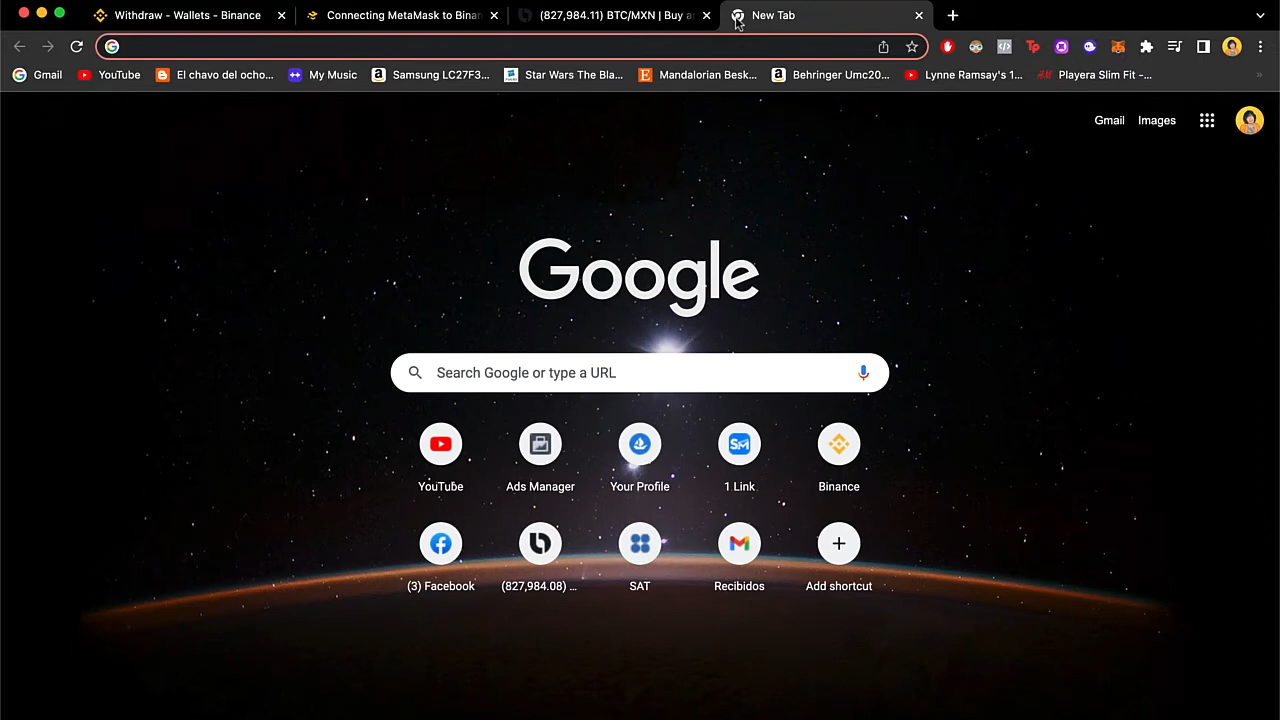 Withdraw - Wallets - Binance
Connecting MetaMask to Binan
(827,984.11) BTC/MXN | Buy a
New Tab
Gmail
YouTube
El chavo del ocho...
My Music
Samsung LC27F3...
Star Wars The Bla...
Mandalorian Besk...
Behringer Umc20...
Lynne Ramsay's 1...
Playera Slim Fit –...
Gmail Images
Google
Search Google or type a URL
YouTube
Ads Manager
Your Profile
1 Link
Binance
(3) Facebook
(827,984.08) ...
SAT
Recibidos
Add shortcut